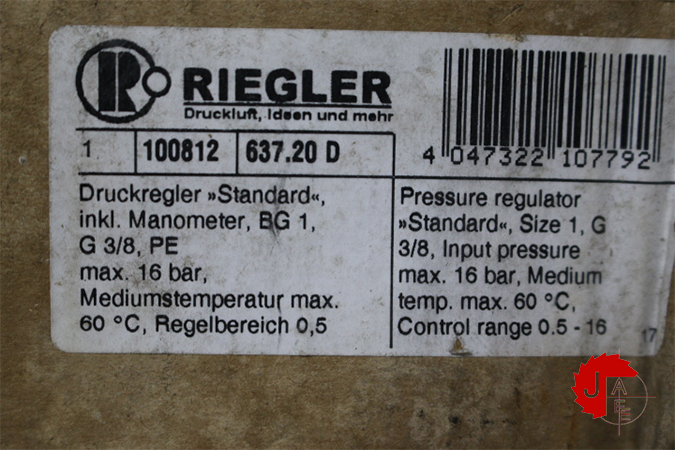 RIEGLER
Druckluft, Ideen und mehr
1 100812 637.20 D
4 047322 107792
Druckregler »Standard«,
inkl. Manometer, BG 1,
G 3/8, PE
max. 16 bar,
Mediumstemperatur max.
60 °C, Regelbereich 0,5
Pressure regulator
»Standard«, Size 1, G
3/8, Input pressure
max. 16 bar, Medium
temp. max. 60 °C,
Control range 0.5 - 16
17
J